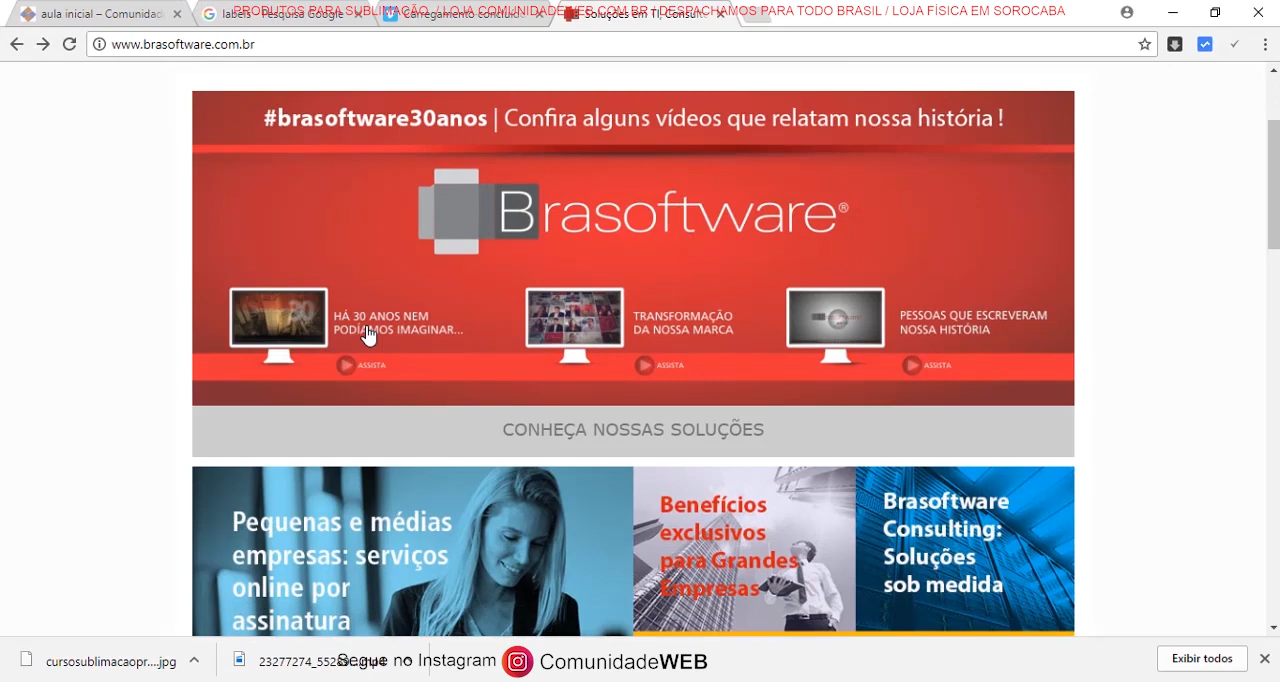 PRODUTOS PARA SUBLIMAÇÃO / LOJA COMUNIDADEWEB.COM.BR - DESPACHAMOS PARA TODO BRASIL / LOJA FÍSICA EM SOROCABA
aula inicial – Comunidad
labels - Pesquisa Google
Carregamento concluíd
Soluções em TI, Consult
www.brasoftware.com.br
#brasoftware30anos | Confira alguns vídeos que relatam nossa história !
Brasoftware®
HÁ 30 ANOS NEM
PODÍAMOS IMAGINAR...
ASSISTA
TRANSFORMAÇÃO
DA NOSSA MARCA
ASSISTA
PESSOAS QUE ESCREVERAM
NOSSA HISTÓRIA
ASSISTA
CONHEÇA NOSSAS SOLUÇÕES
Pequenas e médias
empresas: serviços
online por
assinatura
Benefícios
exclusivos
para Grandes
Empresas
Brasoftware
Consulting:
Soluções
sob medida
cursosublimacaopr....jpg
Segue no Instagram
ComunidadeWEB
Exibir todos